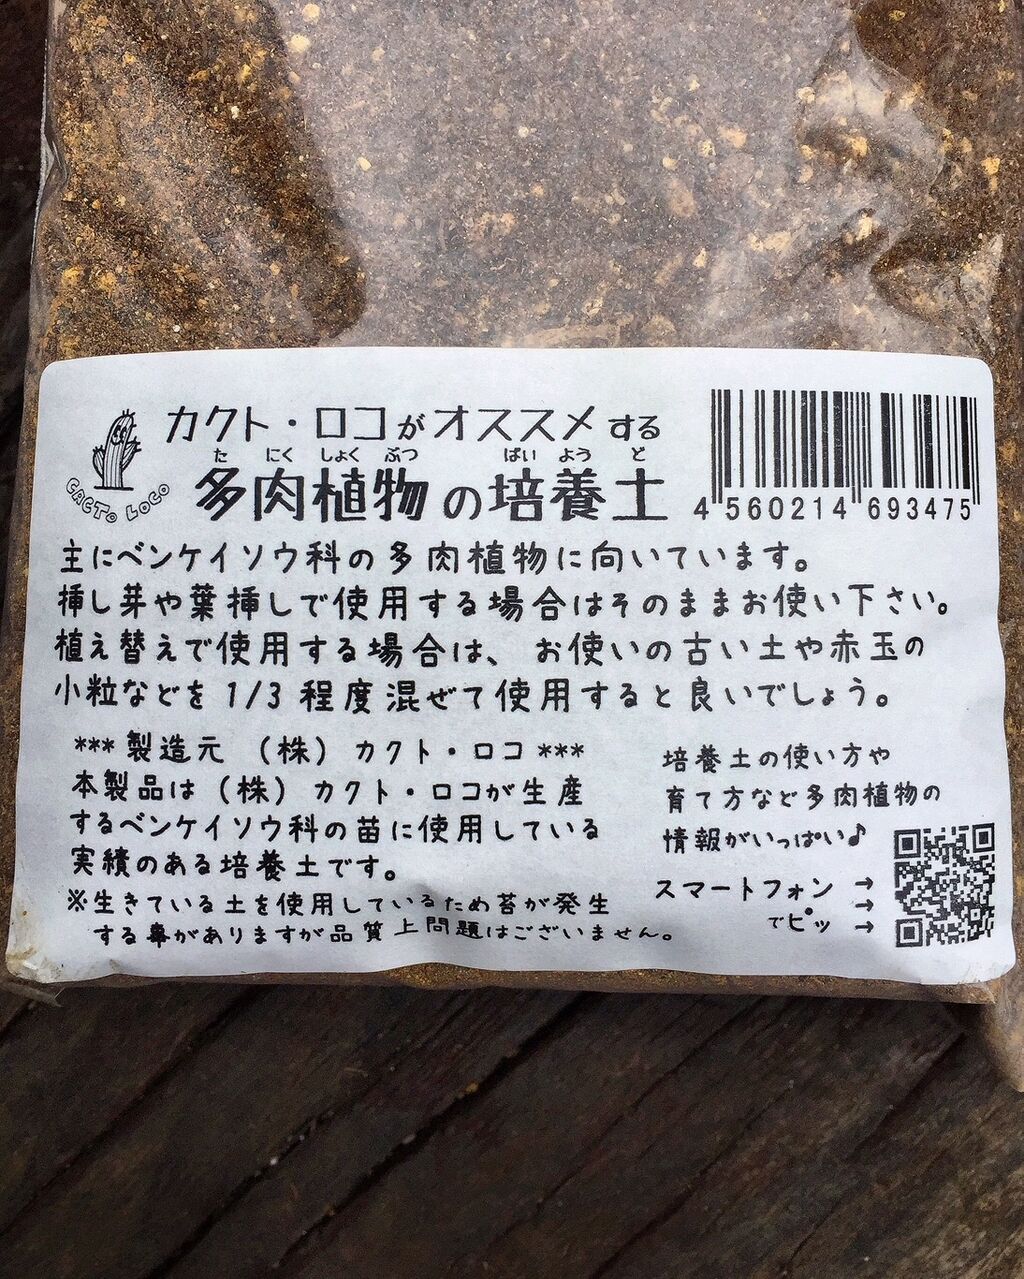 カクト・ロコがオススメする
た にく しょく ぶつ ばい よう ど
多肉植物の培養土
CACTO LOCO
4 560214 693475
主にベンケイソウ科の多肉植物に向いています。
挿し芽や葉挿しで使用する場合はそのままお使い下さい。
植え替えで使用する場合は、お使いの古い土や赤玉の
小粒などを1/3程度混ぜて使用すると良いでしょう。
*** 製造元 (株) カクト・ロコ ***
本製品は(株) カクト・ロコが生産
するベンケイソウ科の苗に使用している
実績のある培養土です。
※生きている土を使用しているため苔が発生
する事がありますが品質上問題はございません。
培養土の使い方や
育て方など多肉植物の
情報がいっぱい♪
スマートフォン →
→
でピッ →